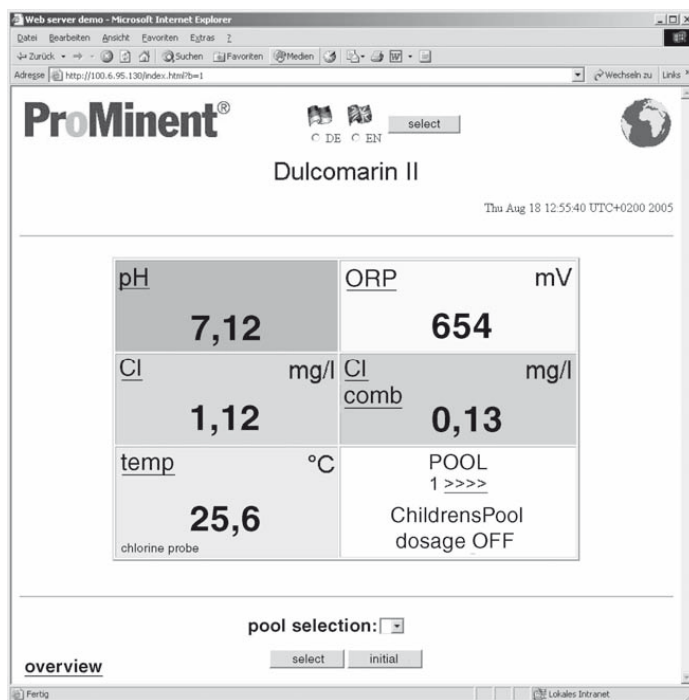 Web server demo - Microsoft Internet Explorer
Datei Bearbeiten Ansicht Favoriten Extras ?
Zurück Suchen Favoriten Medien
Adresse http://100.6.95.130/index.html?b=1 Wechseln zu Links
ProMinent®
DE EN select
Dulcomarin II
Thu Aug 18 12:55:40 UTC+0200 2005
pH
7,12
ORP mV
654
Cl mg/l
1,12
Cl mg/l
comb
0,13
temp °C
25,6
chlorine probe
POOL
1 >>>>
ChildrensPool
dosage OFF
pool selection:
select initial
overview
Fertig Lokales Intranet